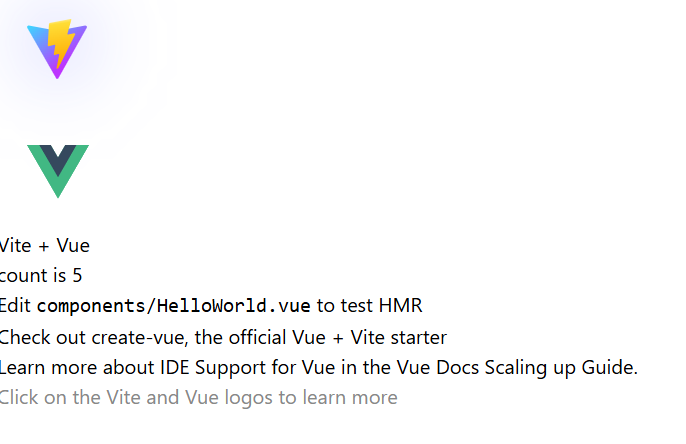 Vite + Vue
count is 5
Edit components/HelloWorld.vue to test HMR
Check out create-vue, the official Vue + Vite starter
Learn more about IDE Support for Vue in the Vue Docs Scaling up Guide.
Click on the Vite and Vue logos to learn more